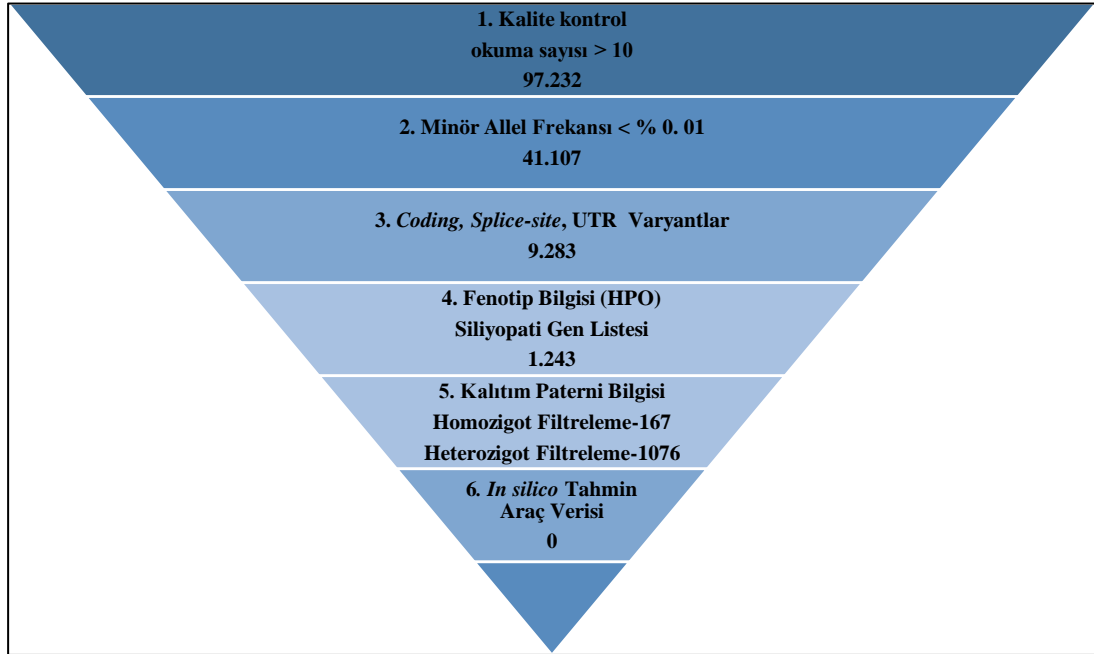 1. Kalite kontrol
okuma sayısı > 10
97.232
2. Minör Allel Frekansı < % 0. 01
41.107
3. Coding, Splice-site, UTR Varyantlar
9.283
4. Fenotip Bilgisi (HPO)
Siliyopati Gen Listesi
1.243
5. Kalıtım Paterni Bilgisi
Homozigot Filtreleme-167
Heterozigot Filtreleme-1076
6. In silico Tahmin
Araç Verisi
0